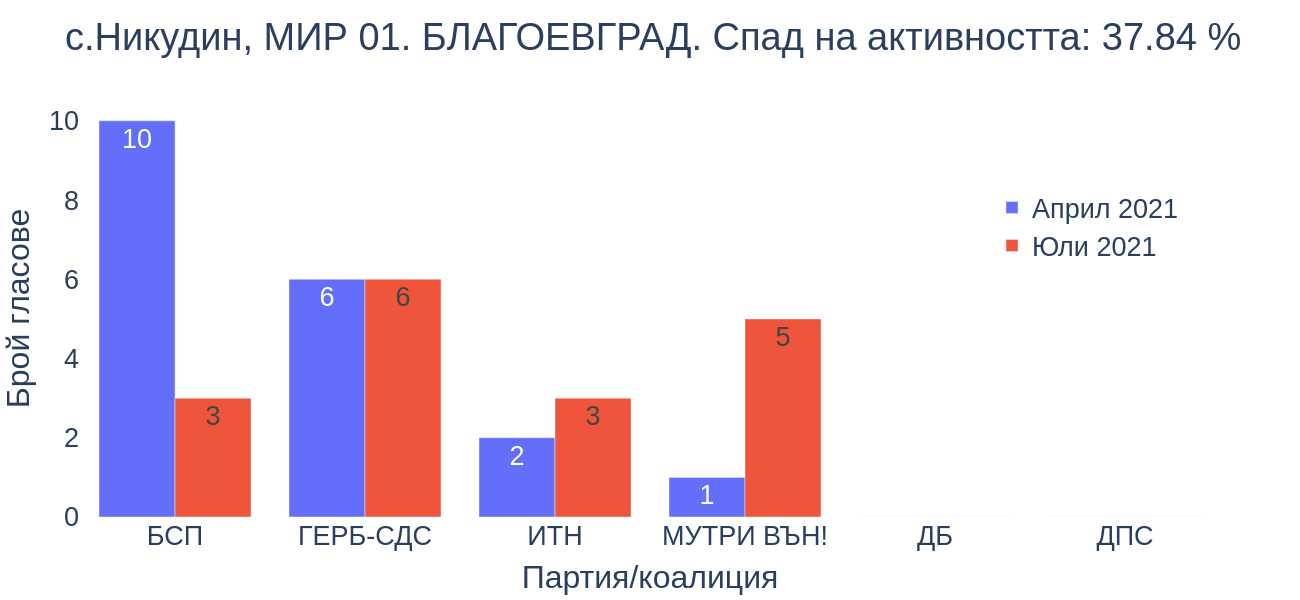 с.Никудин, МИР 01. БЛАГОЕВГРАД. Спад на активността: 37.84 %
Брой гласове
10
8
6
4
2
0
10
3
6
6
2
3
1
5
Април 2021
Юли 2021
БСП
ГЕРБ-СДС
ИТН
МУТРИ ВЪН!
ДБ
ДПС
Партия/коалиция